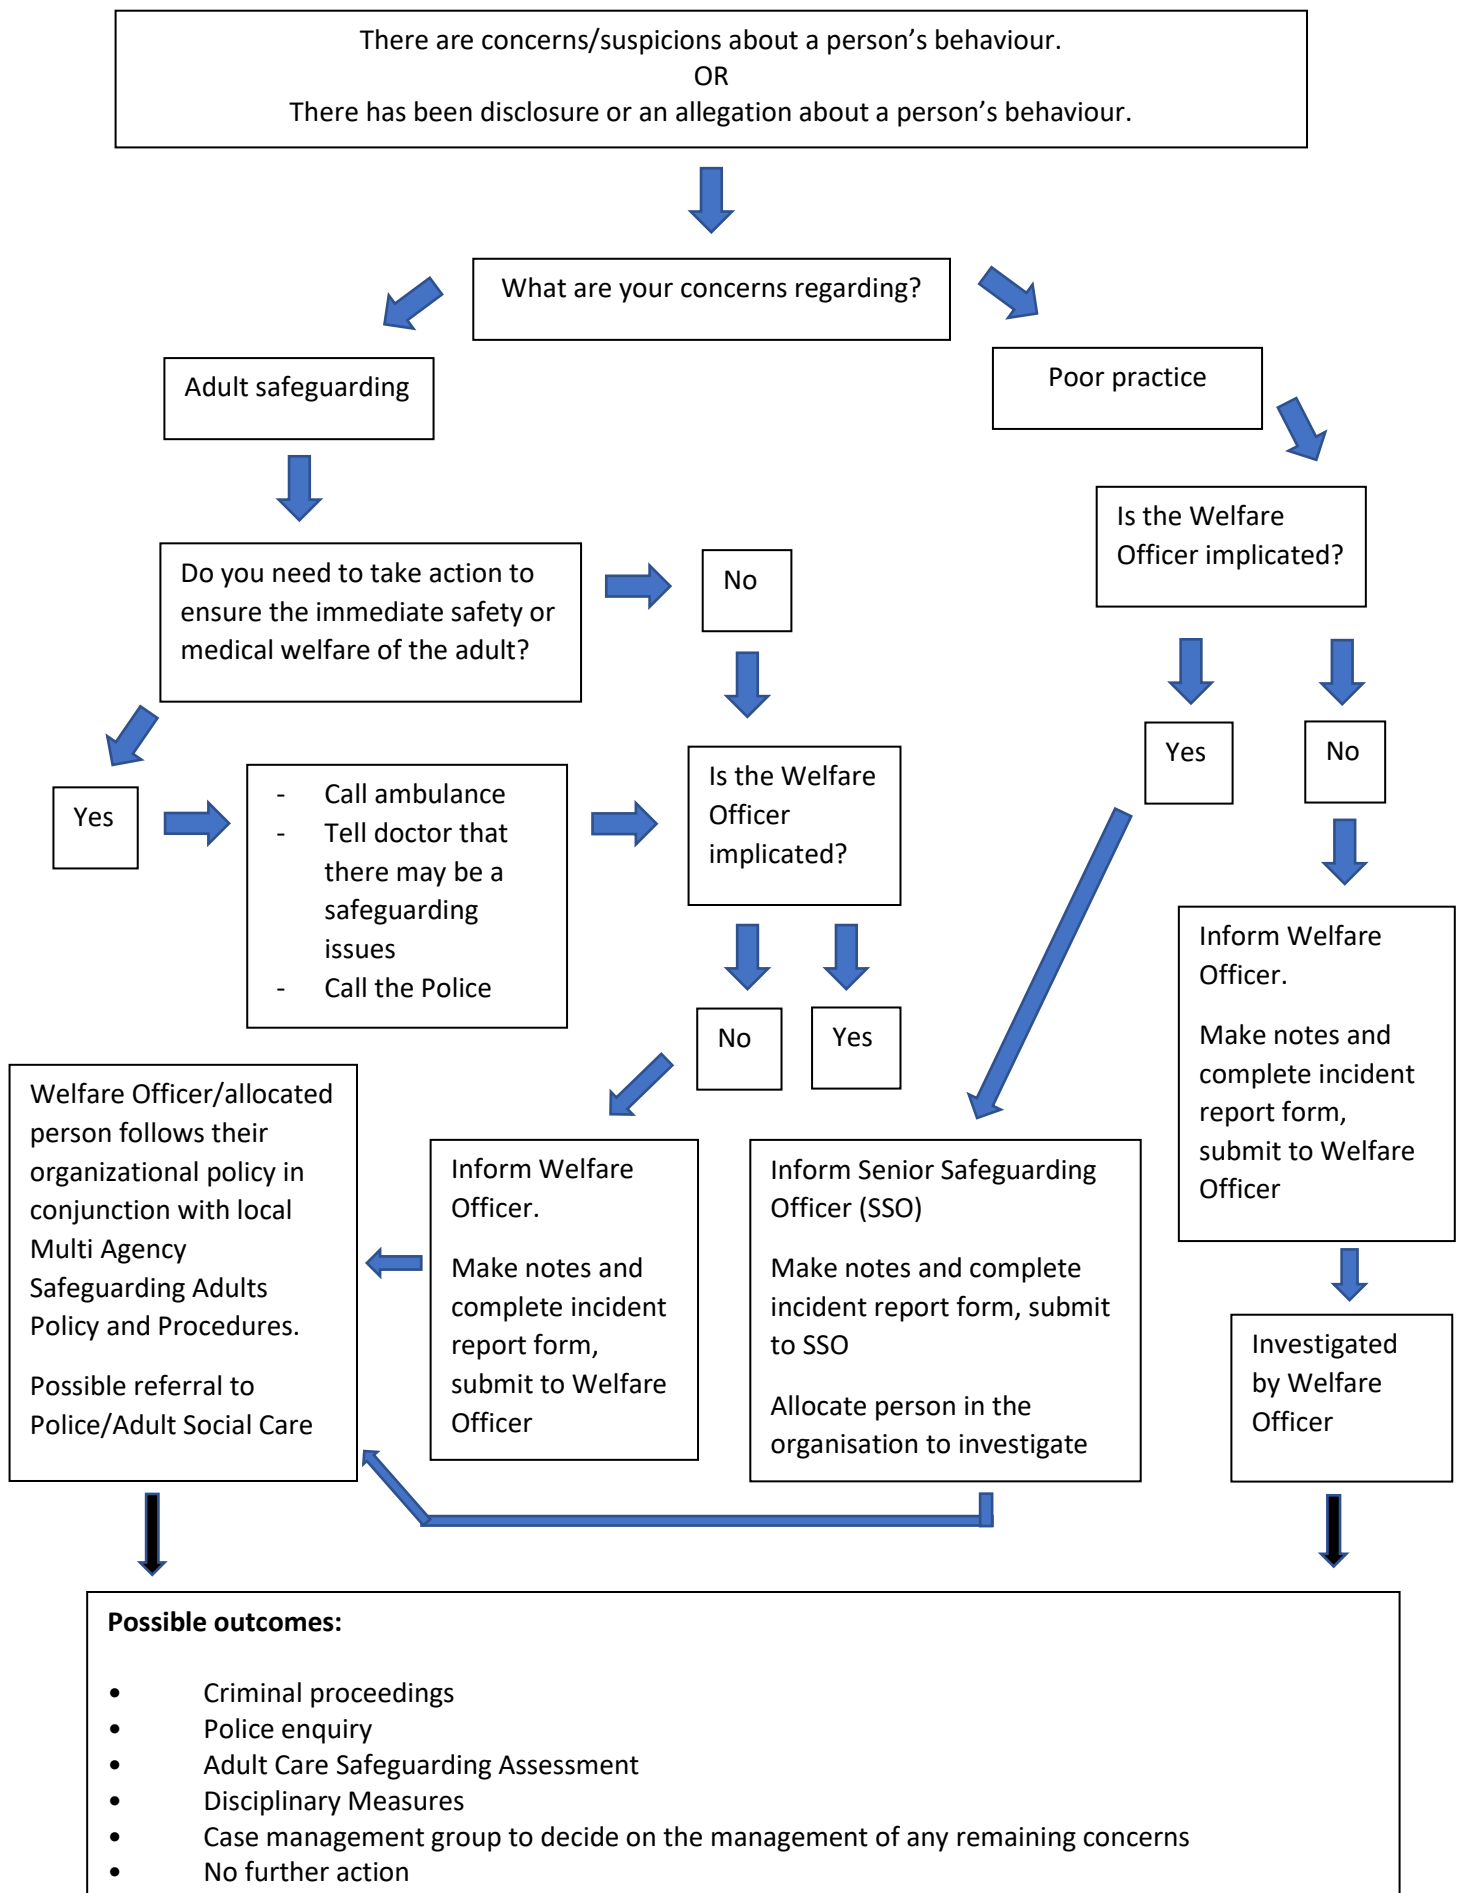 There are concerns/suspicions about a person’s behaviour.
OR
There has been disclosure or an allegation about a person’s behaviour.
What are your concerns regarding?
Adult safeguarding
Poor practice
Do you need to take action to
ensure the immediate safety or
medical welfare of the adult?
No
Is the Welfare
Officer implicated?
Yes
No
Yes
- Call ambulance
- Tell doctor that
there may be a
safeguarding
issues
- Call the Police
Is the Welfare
Officer
implicated?
No
Yes
Inform Welfare
Officer.
Make notes and
complete incident
report form,
submit to Welfare
Officer
Welfare Officer/allocated
person follows their
organizational policy in
conjunction with local
Multi Agency
Safeguarding Adults
Policy and Procedures.
Possible referral to
Police/Adult Social Care
Inform Welfare
Officer.
Make notes and
complete incident
report form,
submit to Welfare
Officer
Inform Senior Safeguarding
Officer (SSO)
Make notes and complete
incident report form, submit
to SSO
Allocate person in the
organisation to investigate
Investigated
by Welfare
Officer
Possible outcomes:
• Criminal proceedings
• Police enquiry
• Adult Care Safeguarding Assessment
• Disciplinary Measures
• Case management group to decide on the management of any remaining concerns
• No further action